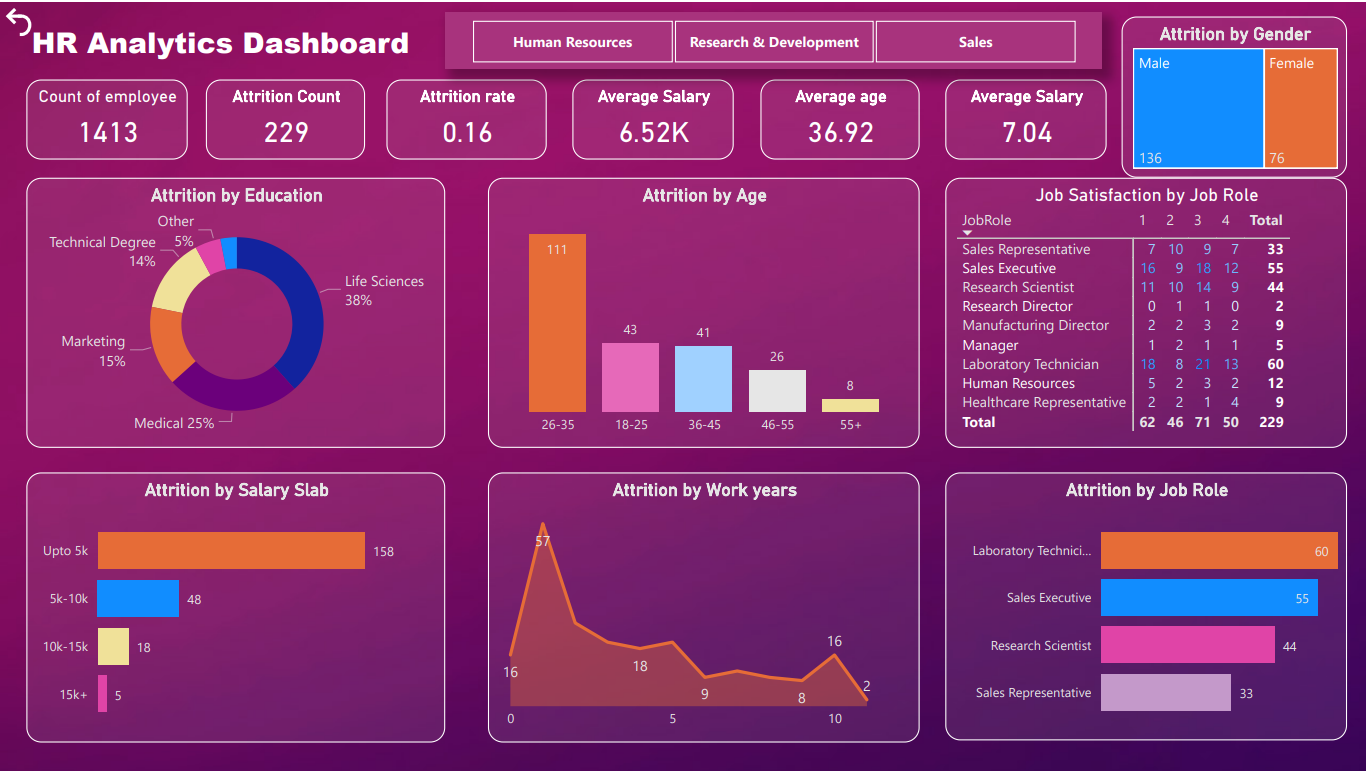 HR Analytics Dashboard
Human Resources
Research & Development
Sales
Attrition by Gender
Male
136
Female
76
Count of employee
1413
Attrition Count
229
Attrition rate
0.16
Average Salary
6.52K
Average age
36.92
Average Salary
7.04
Attrition by Education
Other
5%
Technical Degree
14%
Life Sciences
38%
Marketing
15%
Medical 25%
Attrition by Age
111
43
41
26
8
26-35 18-25 36-45 46-55 55+
Job Satisfaction by Job Role
JobRole 1 2 3 4 Total
Sales Representative 7 10 9 7 33
Sales Executive 16 9 18 12 55
Research Scientist 11 10 14 9 44
Research Director 0 1 1 0 2
Manufacturing Director 2 2 3 2 9
Manager 1 2 1 1 5
Laboratory Technician 18 8 21 13 60
Human Resources 5 2 3 2 12
Healthcare Representative 2 2 1 4 9
Total 62 46 71 50 229
Attrition by Salary Slab
Upto 5k 158
5k-10k 48
10k-15k 18
15k+ 5
Attrition by Work years
57
16
18
9
8
16
2
0 5 10
Attrition by Job Role
Laboratory Technici... 60
Sales Executive 55
Research Scientist 44
Sales Representative 33